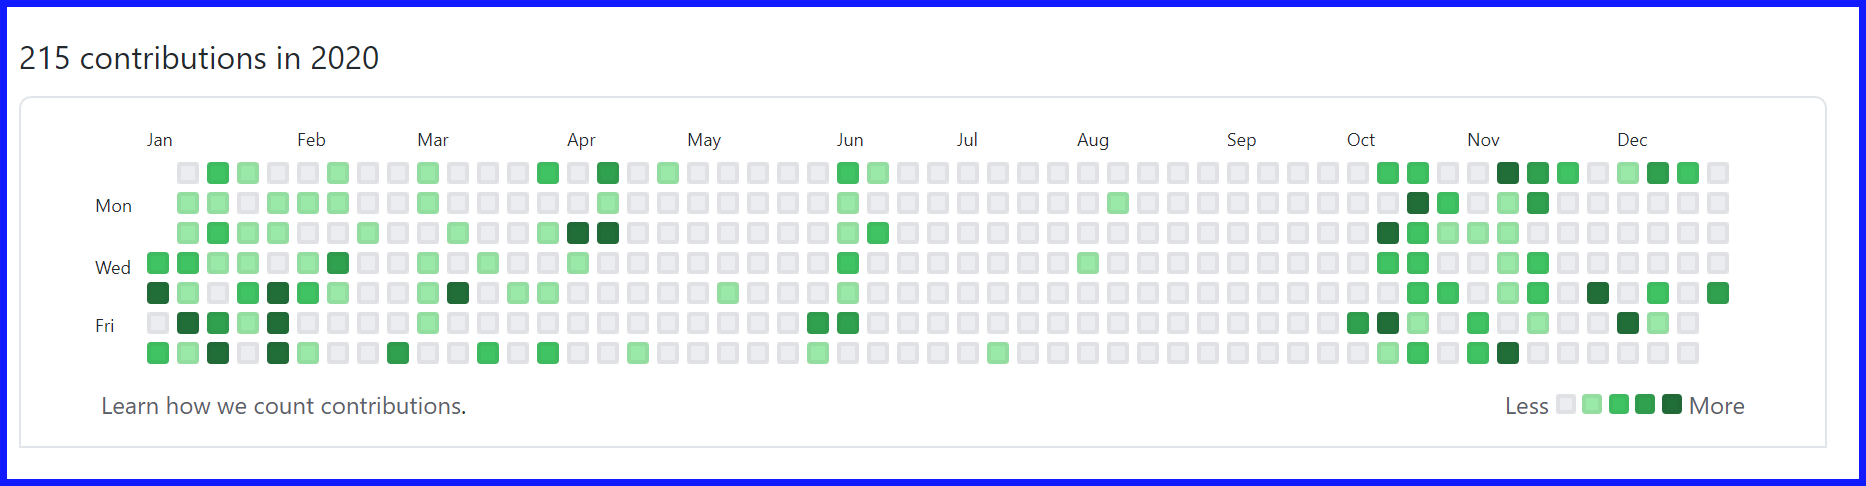 215 contributions in 2020
Jan Feb Mar Apr May Jun Jul Aug Sep Oct Nov Dec
Mon
Wed
Fri
Learn how we count contributions.
Less More